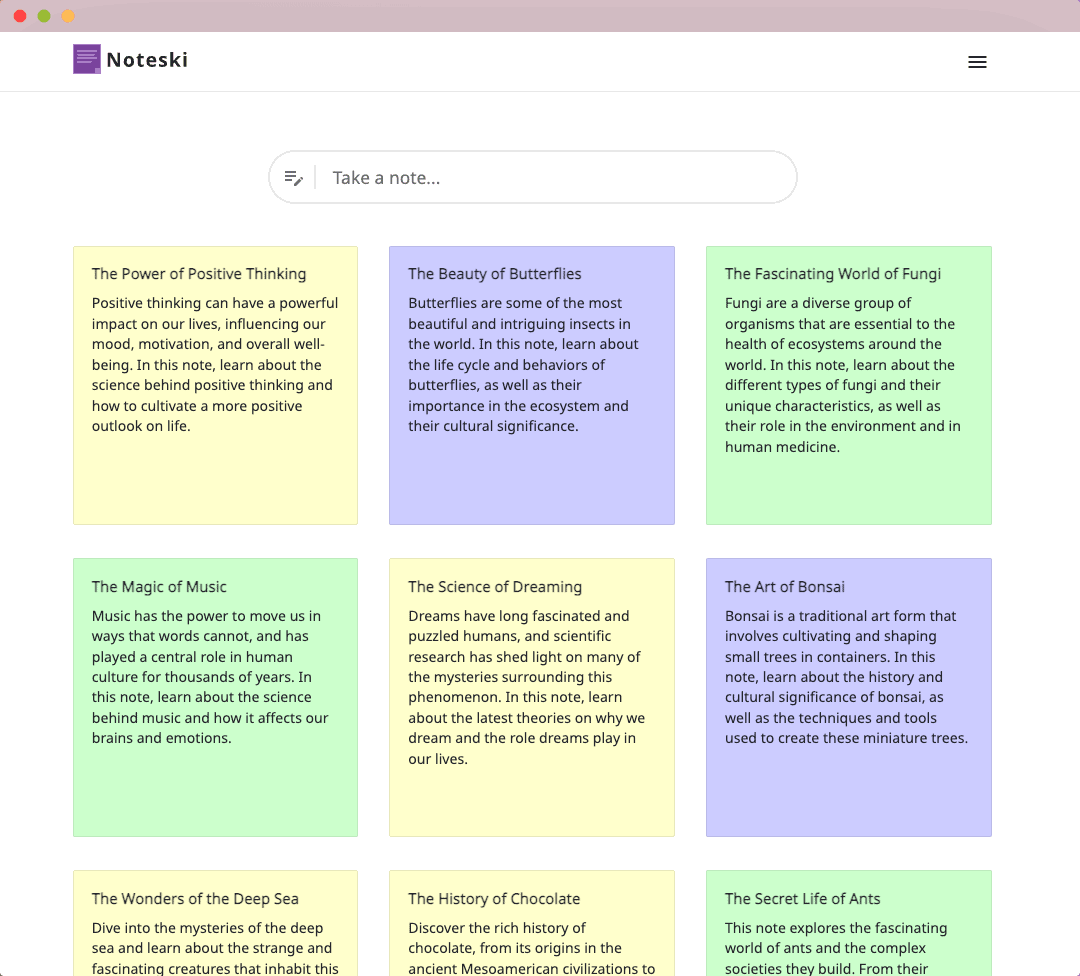 Noteski
Take a note...
The Power of Positive Thinking
Positive thinking can have a powerful
impact on our lives, influencing our
mood, motivation, and overall well-
being. In this note, learn about the
science behind positive thinking and
how to cultivate a more positive
outlook on life.
The Beauty of Butterflies
Butterflies are some of the most
beautiful and intriguing insects in
the world. In this note, learn about
the life cycle and behaviors of
butterflies, as well as their
importance in the ecosystem and
their cultural significance.
The Fascinating World of Fungi
Fungi are a diverse group of
organisms that are essential to the
health of ecosystems around the
world. In this note, learn about the
different types of fungi and their
unique characteristics, as well as
their role in the environment and in
human medicine.
The Magic of Music
Music has the power to move us in
ways that words cannot, and has
played a central role in human
culture for thousands of years. In
this note, learn about the science
behind music and how it affects our
brains and emotions.
The Science of Dreaming
Dreams have long fascinated and
puzzled humans, and scientific
research has shed light on many of
the mysteries surrounding this
phenomenon. In this note, learn
about the latest theories on why we
dream and the role dreams play in
our lives.
The Art of Bonsai
Bonsai is a traditional art form that
involves cultivating and shaping
small trees in containers. In this
note, learn about the history and
cultural significance of bonsai, as
well as the techniques and tools
used to create these miniature trees.
The Wonders of the Deep Sea
Dive into the mysteries of the deep
sea and learn about the strange and
fascinating creatures that inhabit this
The History of Chocolate
Discover the rich history of
chocolate, from its origins in the
ancient Mesoamerican civilizations to
The Secret Life of Ants
This note explores the fascinating
world of ants and the complex
societies they build. From their